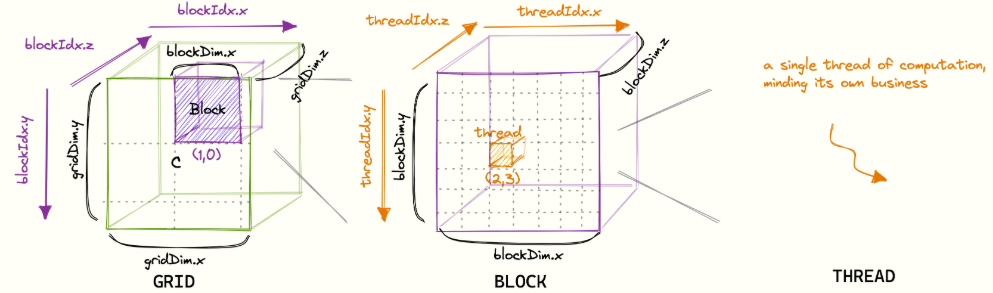 blockIdx.x
blockIdx.z
blockDim.x
gridDim.z
blockIdx.y
gridDim.y
Block
C
(1,0)
gridDim.x
GRID
threadIdx.z
threadIdx.x
blockDim.z
threadIdx.y
blockDim.y
thread
(2,3)
blockDim.x
BLOCK
a single thread of computation,
minding its own business
THREAD